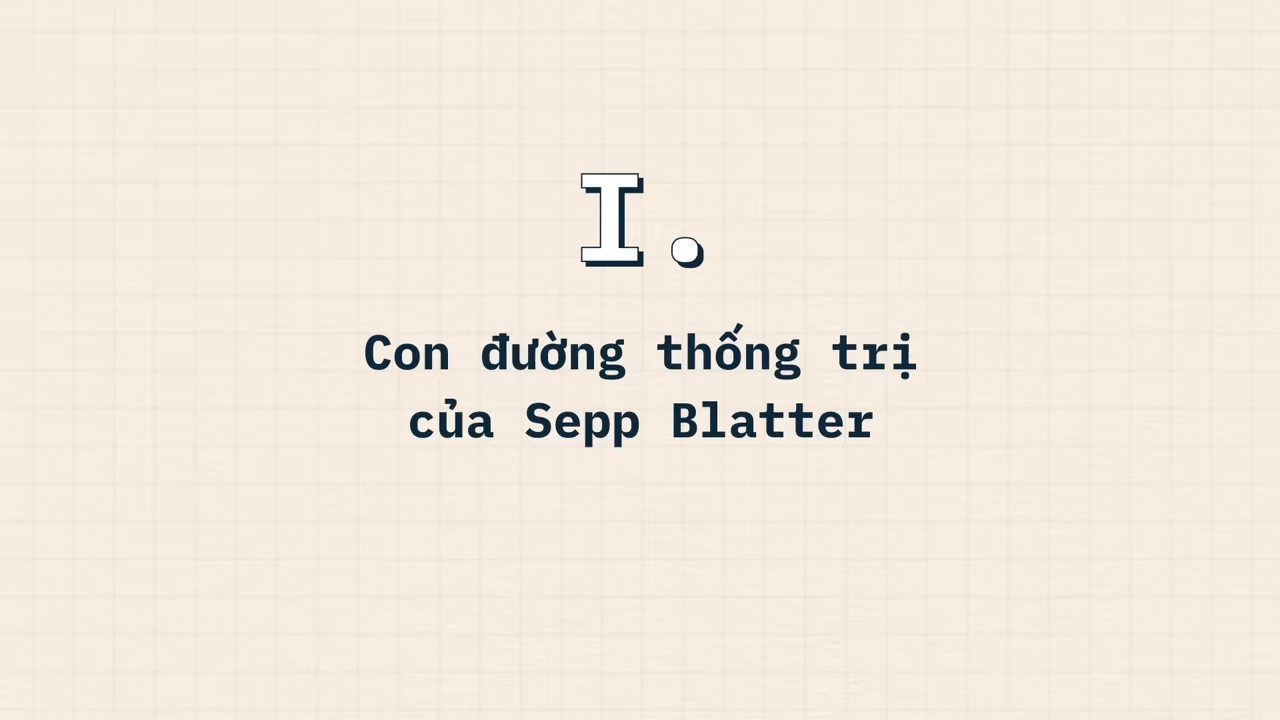 I.
Con đường thống trị
của Sepp Blatter